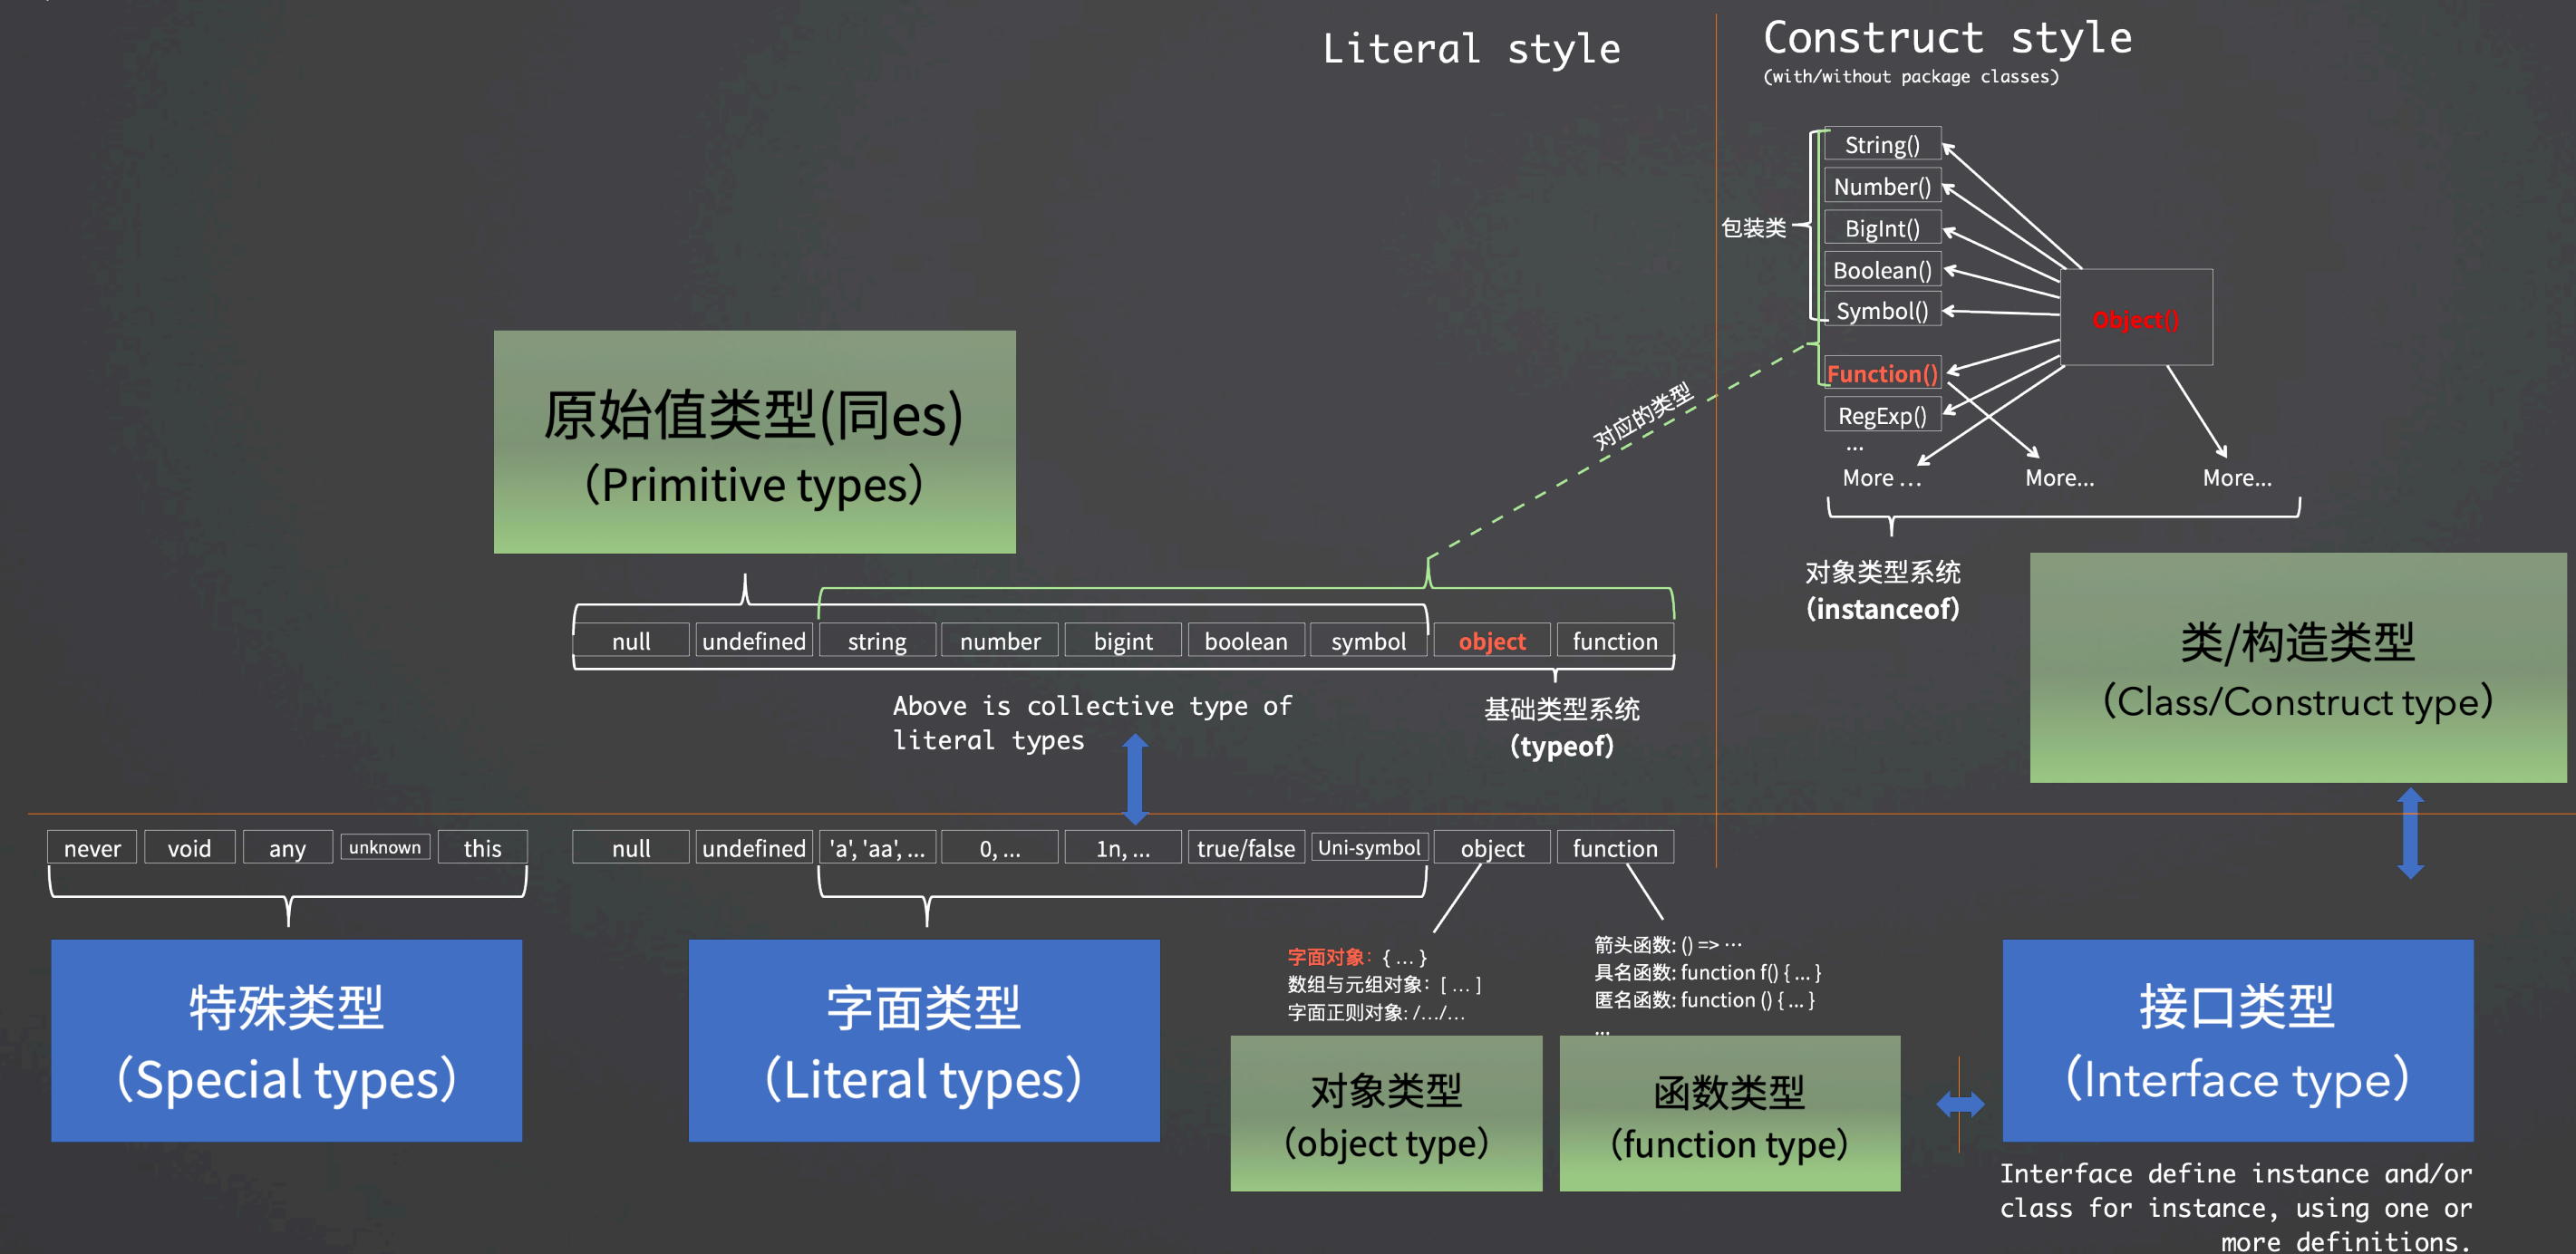 Literal style
Construct style
(with/without package classes)
String()
Number()
包装类
BigInt()
Boolean()
Symbol()
Object()
Function()
RegExp()
...
More ...
More...
More...
对应的类型
对象类型系统
(instanceof)
类/构造类型
(Class/Construct type)
原始值类型(同es)
(Primitive types)
null
undefined
string
number
bigint
boolean
symbol
object
function
Above is collective type of
literal types
基础类型系统
(typeof)
never
void
any
unknown
this
null
undefined
'a', 'aa', ...
0, ...
1n, ...
true/false
Uni-symbol
object
function
特殊类型
(Special types)
字面类型
(Literal types)
字面对象: { ... }
数组与元组对象: [ ... ]
字面正则对象: /.../...
对象类型
(object type)
箭头函数: () => ...
具名函数: function f() { ... }
匿名函数: function () { ... }
...
函数类型
(function type)
接口类型
(Interface type)
Interface define instance and/or
class for instance, using one or
more definitions.